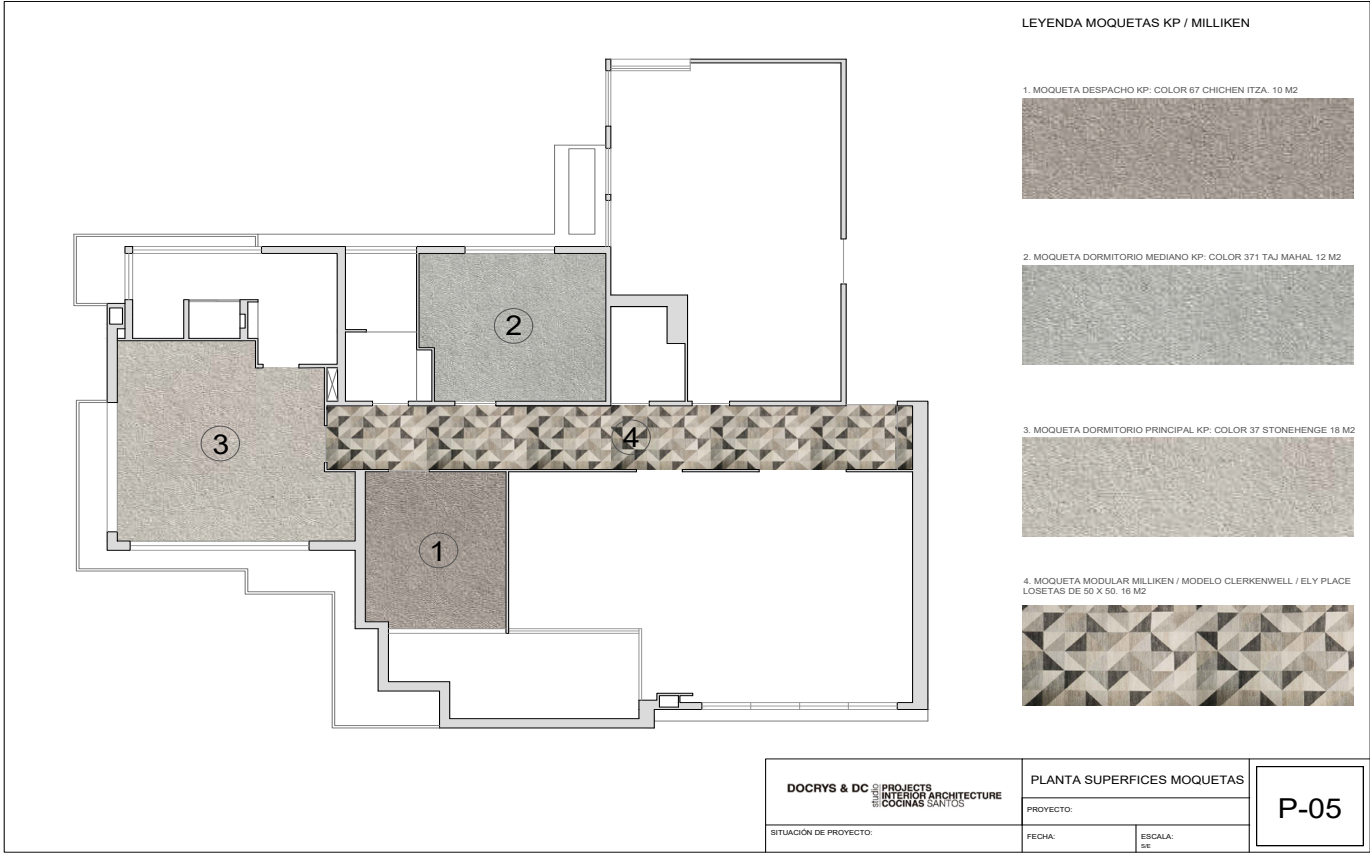 LEYENDA MOQUETAS KP / MILLIKEN
1. MOQUETA DESPACHO KP: COLOR 67 CHICHEN ITZA. 10 M2
2. MOQUETA DORMITORIO MEDIANO KP: COLOR 371 TAJ MAHAL 12 M2
3. MOQUETA DORMITORIO PRINCIPAL KP: COLOR 37 STONEHENGE 18 M2
4. MOQUETA MODULAR MILLIKEN / MODELO CLERKENWELL / ELY PLACE
LOSETAS DE 50 X 50. 16 M2
2
3
4
1
DOCRYS & DC studio PROJECTS
INTERIOR ARCHITECTURE
COCINAS SANTOS
SITUACIÓN DE PROYECTO:
PLANTA SUPERFICES MOQUETAS
PROYECTO:
FECHA:
ESCALA:
S/E
P-05